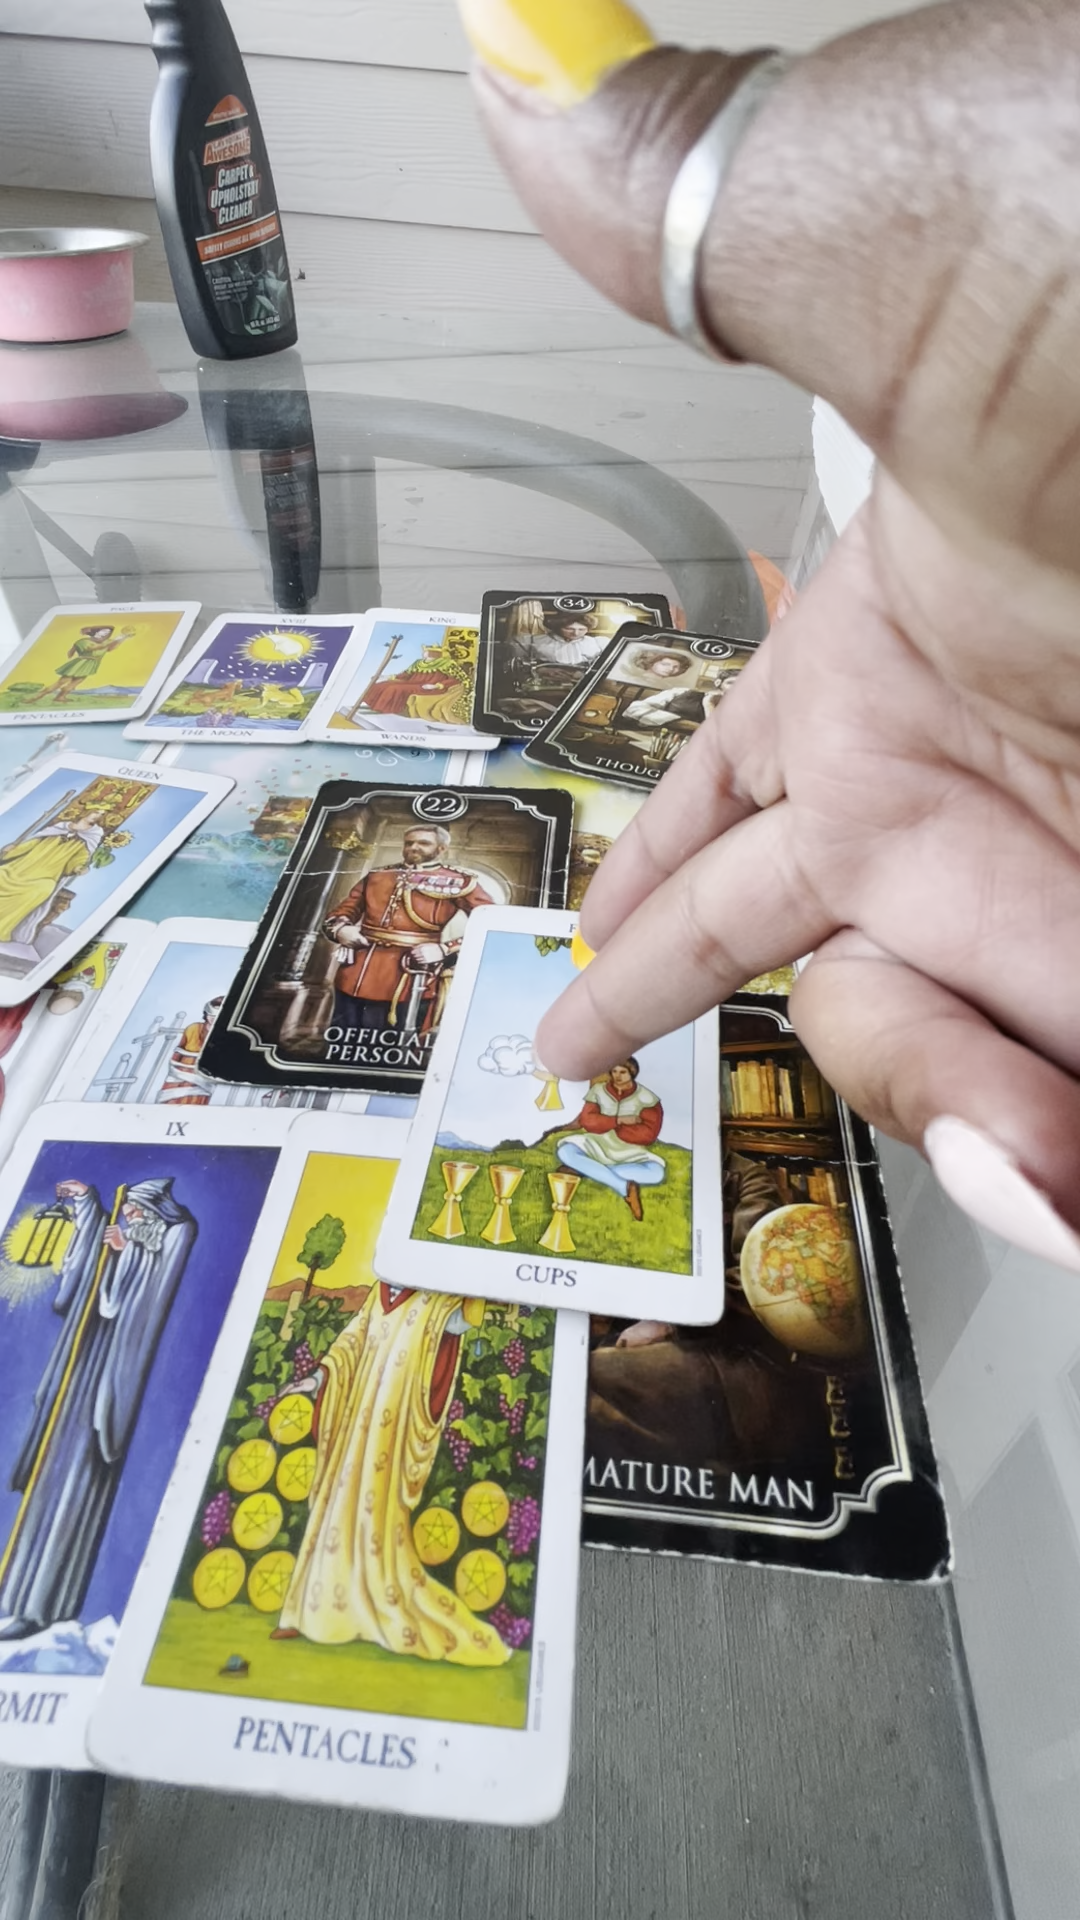 AWESOME
CARPET &
UPHOLSTERY
CLEANER
PAGE
PENTACLES
XVIII
THE MOON
KING
WANDS
34
16
THOUG
QUEEN
22
OFFICIAL
PERSON
F
CUPS
IX
RMIT
PENTACLES
MATURE MAN